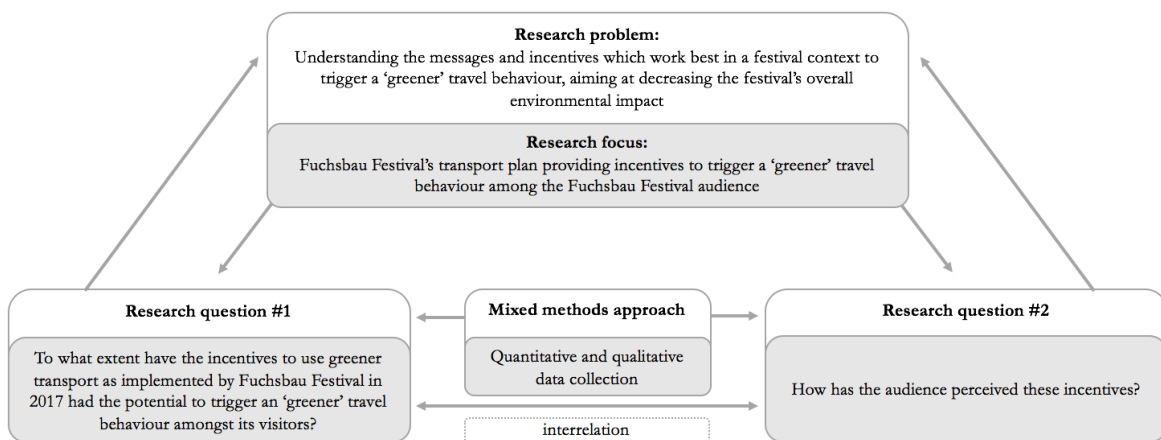 Research problem:
Understanding the messages and incentives which work best in a festival context to
trigger a ‘greener’ travel behaviour, aiming at decreasing the festival’s overall
environmental impact
Research focus:
Fuchsbau Festival’s transport plan providing incentives to trigger a ‘greener’ travel
behaviour among the Fuchsbau Festival audience
Research question #1
To what extent have the incentives to use greener
transport as implemented by Fuchsbau Festival in
2017 had the potential to trigger an ‘greener’ travel
behaviour amongst its visitors?
Mixed methods approach
Quantitative and qualitative
data collection
interrelation
Research question #2
How has the audience perceived these incentives?